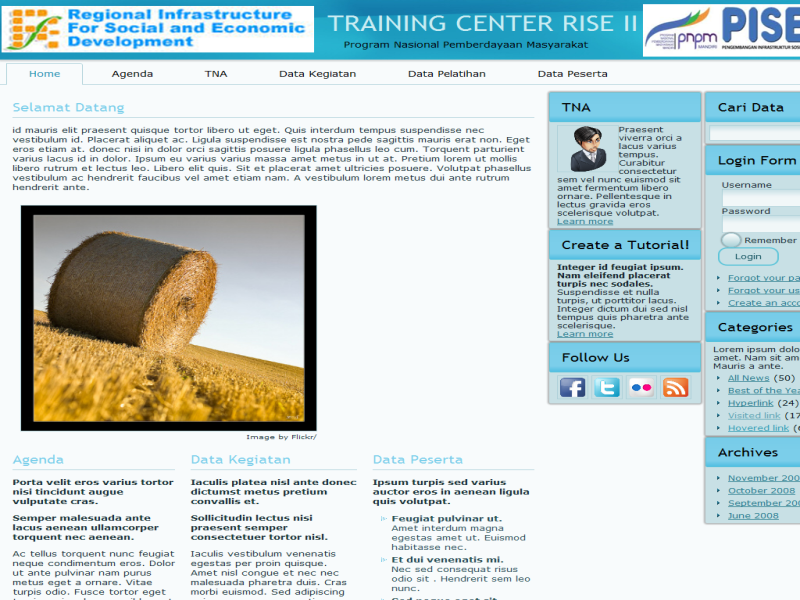 Regional Infrastructure
For Social and Economic
Development
TRAINING CENTER RISE II
Program Nasional Pemberdayaan Masyarakat
pnpm
MANDIRI
PISE
PENGEMBANGAN INFRASTRUKTUR SOS
Home
Agenda
TNA
Data Kegiatan
Data Pelatihan
Data Peserta
Selamat Datang
id mauris elit praesent quisque tortor libero ut eget. Quis interdum tempus suspendisse nec
vestibulum id. Placerat aliquet ac. Ligula suspendisse est nostra pede sagittis mauris erat non. Eget
eros etiam at. donec nisi in dolor orci sagittis posuere ligula phasellus leo cum. Torquent parturient
varius lacus id in dolor. Ipsum eu varius varius massa amet metus in ut at. Pretium lorem ut mollis
libero rutrum et lectus leo. Libero elit quis. Sit et placerat amet ultricies posuere. Volutpat phasellus
vestibulum ac hendrerit faucibus vel amet etiam nam. A vestibulum lorem metus dui ante rutrum
hendrerit ante.
Image by Flickr/
Agenda
Porta velit eros varius tortor
nisi tincidunt augue
vulputate cras.
Semper malesuada ante
lacus aenean ullamcorper
torquent nec aenean.
Ac tellus torquent nunc feugiat
neque condimentum eros. Dolor
ut ante pulvinar nam purus
metus eget a ornare. Vitae
turpis odio. Fusce tortor eget
Data Kegiatan
Iaculis platea nisl ante donec
dictumst metus pretium
convallis et.
Sollicitudin lectus nisi
praesent semper
consectetuer tortor nisl.
Iaculis vestibulum venenatis
egestas per proin quisque.
Amet nisl congue et nec nec
malesuada pharetra duis. Cras
morbi euismod. Sed adipiscing
Data Peserta
Ipsum turpis sed varius
auctor eros in aenean ligula
quis volutpat.
Feugiat pulvinar ut.
Amet interdum magna
egestas amet ut. Euismod
habitasse nec.
Et dui venenatis mi.
Nec sed consequat risus
odio sit . Hendrerit sem leo
nunc.
TNA
Praesent
viverra orci a
lacus varius
tempus.
Curabitur
consectetur
sem vel nunc euismod sit
amet fermentum libero
ornare. Pellentesque in
lectus gravida eros
scelerisque volutpat.
Learn more
Create a Tutorial!
Integer id feugiat ipsum.
Nam eleifend placerat
turpis nec sodales.
Suspendisse et nulla
turpis, ut porttitor lacus.
Integer dictum dui sed nisl
tempus quis pharetra ante
scelerisque.
Learn more
Follow Us
Cari Data
Login Form
Username
Password
Remember
Login
Forgot your pa
Forgot your us
Create an acco
Categories
Lorem ipsum dolo
amet. Nam sit am
Mauris a ante.
All News (50)
Best of the Yea
Hyperlink (24)
Visited link (17
Hovered link (6
Archives
November 200
October 2008
September 200
June 2008